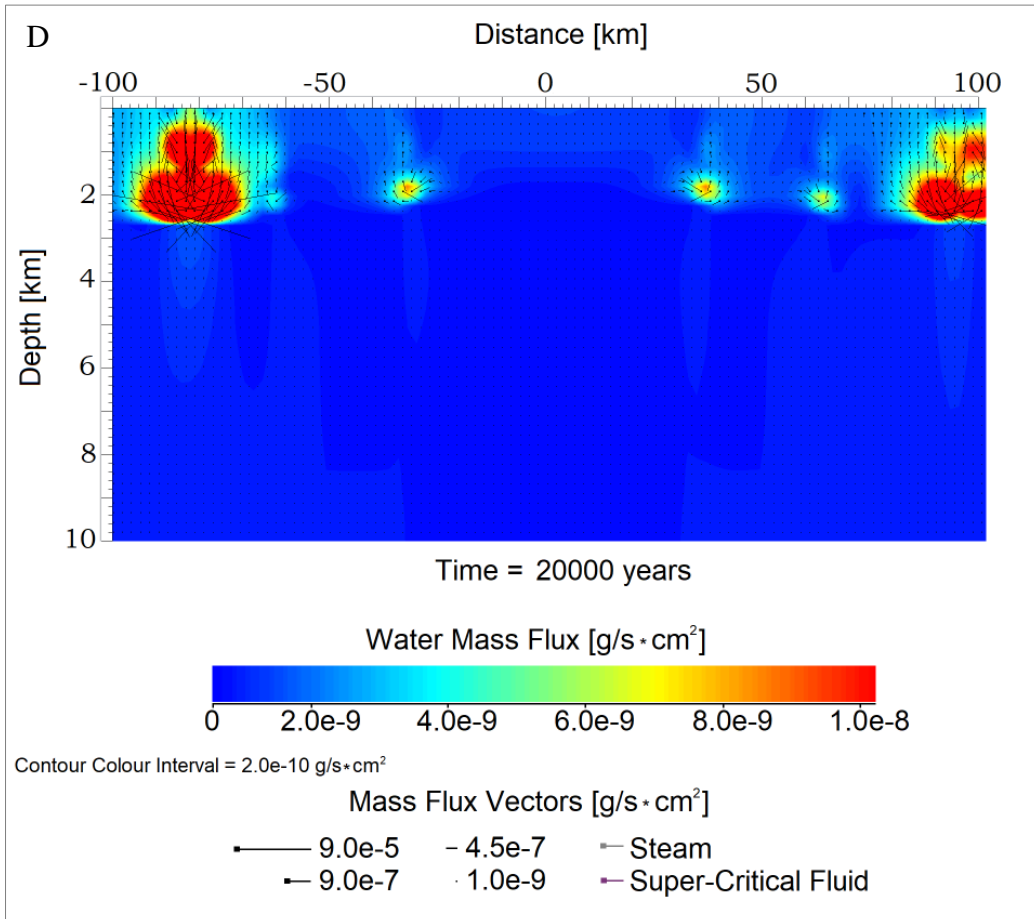 D
Distance [km]
-100 -50 0 50 100
Depth [km]
2
4
6
8
10
Time = 20000 years
Water Mass Flux [g/s*cm²]
0 2.0e-9 4.0e-9 6.0e-9 8.0e-9 1.0e-8
Contour Colour Interval = 2.0e-10 g/s*cm²
Mass Flux Vectors [g/s*cm²]
9.0e-5 4.5e-7 Steam
9.0e-7 1.0e-9 Super-Critical Fluid